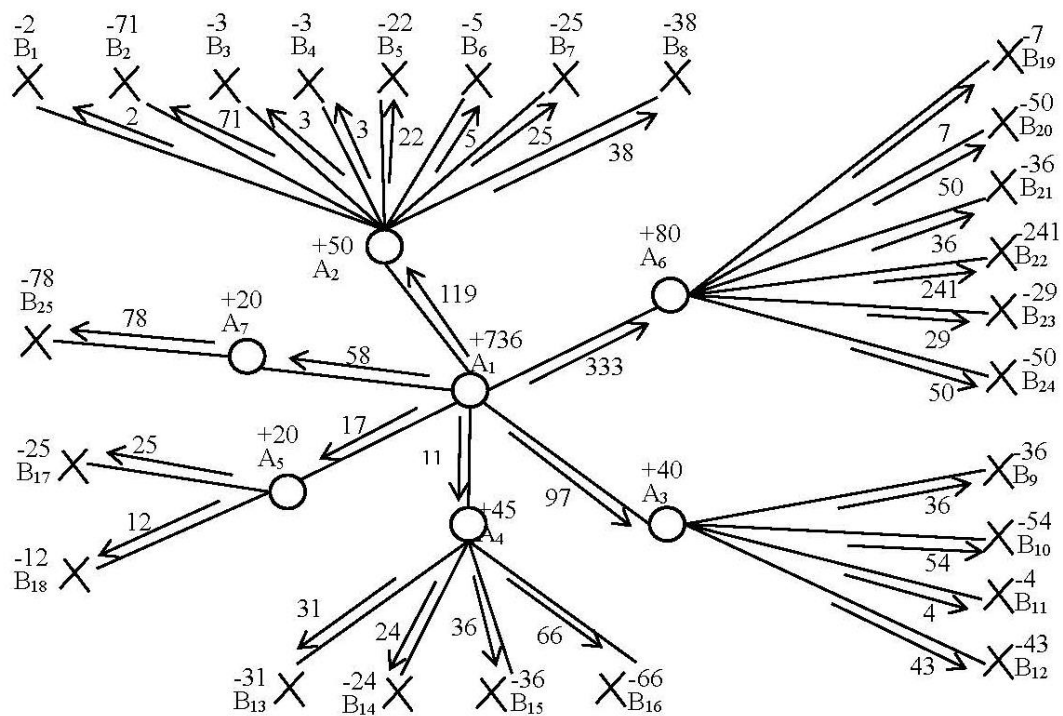 -2
B₁
-71
B₂
-3
B₃
-3
B₄
-22
B₅
-5
B₆
-25
B₇
-38
B₈
2
71
3
3
22
5
25
38
-7
B₁₉
-50
B₂₀
-36
B₂₁
-241
B₂₂
-29
B₂₃
-50
B₂₄
7
50
36
241
29
50
+50
A₂
+80
A₆
119
333
-78
B₂₅
78
+20
A₇
58
+736
A₁
17
11
97
-25
B₁₇
25
+20
A₅
12
-12
B₁₈
+45
A₄
+40
A₃
-36
B₉
36
-54
B₁₀
54
-4
B₁₁
4
-43
B₁₂
43
31
24
36
66
-31
B₁₃
-24
B₁₄
-36
B₁₅
-66
B₁₆